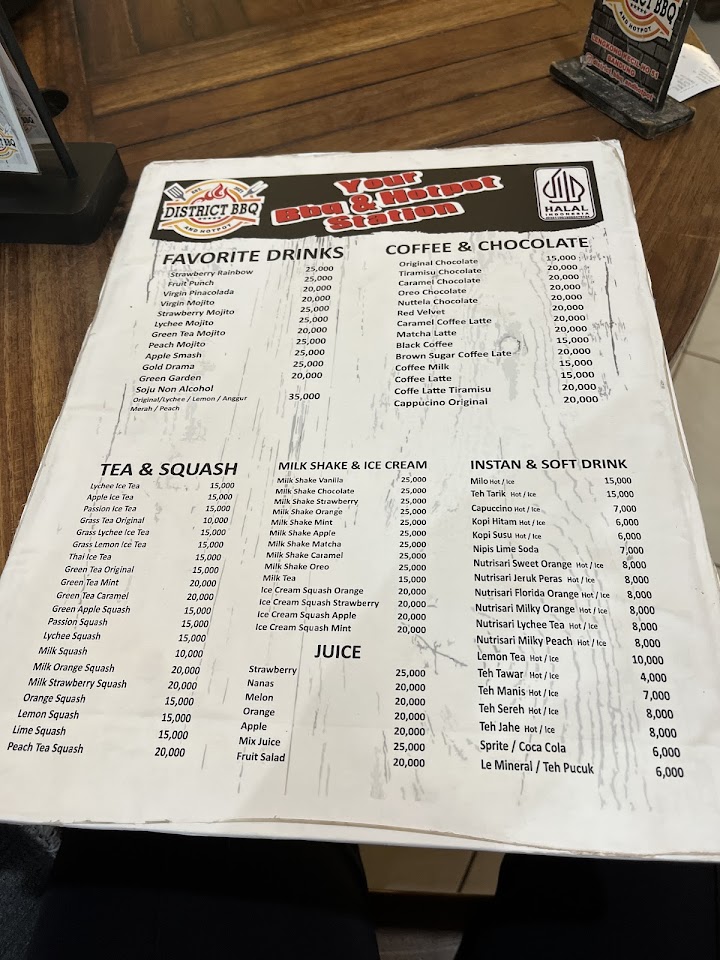 EST. 2021
DISTRICT BBQ
AND HOTPOT
Your
Bbq & Hotpot
Station
HALAL
INDONESIA
FAVORITE DRINKS
Strawberry Rainbow 25,000
Fruit Punch 25,000
Virgin Pinacolada 20,000
Virgin Mojito 20,000
Strawberry Mojito 25,000
Lychee Mojito 25,000
Green Tea Mojito 20,000
Peach Mojito 25,000
Apple Smash 25,000
Gold Drama 25,000
Green Garden 20,000
Soju Non Alcohol
Original/Lychee / Lemon / Anggur 35,000
Merah / Peach
COFFEE & CHOCOLATE
Original Chocolate 15,000
Tiramisu Chocolate 20,000
Caramel Chocolate 20,000
Oreo Chocolate 20,000
Nuttela Chocolate 20,000
Red Velvet 20,000
Caramel Coffee Latte 20,000
Matcha Latte 20,000
Black Coffee 15,000
Brown Sugar Coffee Late 20,000
Coffee Milk 15,000
Coffee Latte 15,000
Coffe Latte Tiramisu 20,000
Cappucino Original 20,000
TEA & SQUASH
Lychee Ice Tea 15,000
Apple Ice Tea 15,000
Passion Ice Tea 15,000
Grass Tea Original 10,000
Grass Lychee Ice Tea 15,000
Grass Lemon Ice Tea 15,000
Thai Ice Tea 15,000
Green Tea Original 15,000
Green Tea Mint 20,000
Green Tea Caramel 20,000
Green Apple Squash 15,000
Passion Squash 15,000
Lychee Squash 15,000
Milk Squash 10,000
Milk Orange Squash 20,000
Milk Strawberry Squash 20,000
Orange Squash 15,000
Lemon Squash 15,000
Lime Squash 15,000
Peach Tea Squash 20,000
MILK SHAKE & ICE CREAM
Milk Shake Vanilla 25,000
Milk Shake Chocolate 25,000
Milk Shake Strawberry 25,000
Milk Shake Orange 25,000
Milk Shake Mint 25,000
Milk Shake Apple 25,000
Milk Shake Matcha 25,000
Milk Shake Caramel 25,000
Milk Shake Oreo 25,000
Milk Tea 15,000
Ice Cream Squash Orange 20,000
Ice Cream Squash Strawberry 20,000
Ice Cream Squash Apple 20,000
Ice Cream Squash Mint 20,000
JUICE
Strawberry 25,000
Nanas 20,000
Melon 20,000
Orange 20,000
Apple 20,000
Mix Juice 25,000
Fruit Salad 20,000
INSTAN & SOFT DRINK
Milo Hot / Ice 15,000
Teh Tarik Hot / Ice 15,000
Capuccino Hot / Ice 7,000
Kopi Hitam Hot / Ice 6,000
Kopi Susu Hot / Ice 6,000
Nipis Lime Soda 7,000
Nutrisari Sweet Orange Hot / Ice 8,000
Nutrisari Jeruk Peras Hot / Ice 8,000
Nutrisari Florida Orange Hot / Ice 8,000
Nutrisari Milky Orange Hot / Ice 8,000
Nutrisari Lychee Tea Hot / Ice 8,000
Nutrisari Milky Peach Hot / Ice 8,000
Lemon Tea Hot / Ice 10,000
Teh Tawar Hot / Ice 4,000
Teh Manis Hot / Ice 7,000
Teh Sereh Hot / Ice 8,000
Teh Jahe Hot / Ice 8,000
Sprite / Coca Cola 6,000
Le Mineral / Teh Pucuk 6,000
AND HOTPOT
LENGKONG KECIL NO 51
BANDUNG